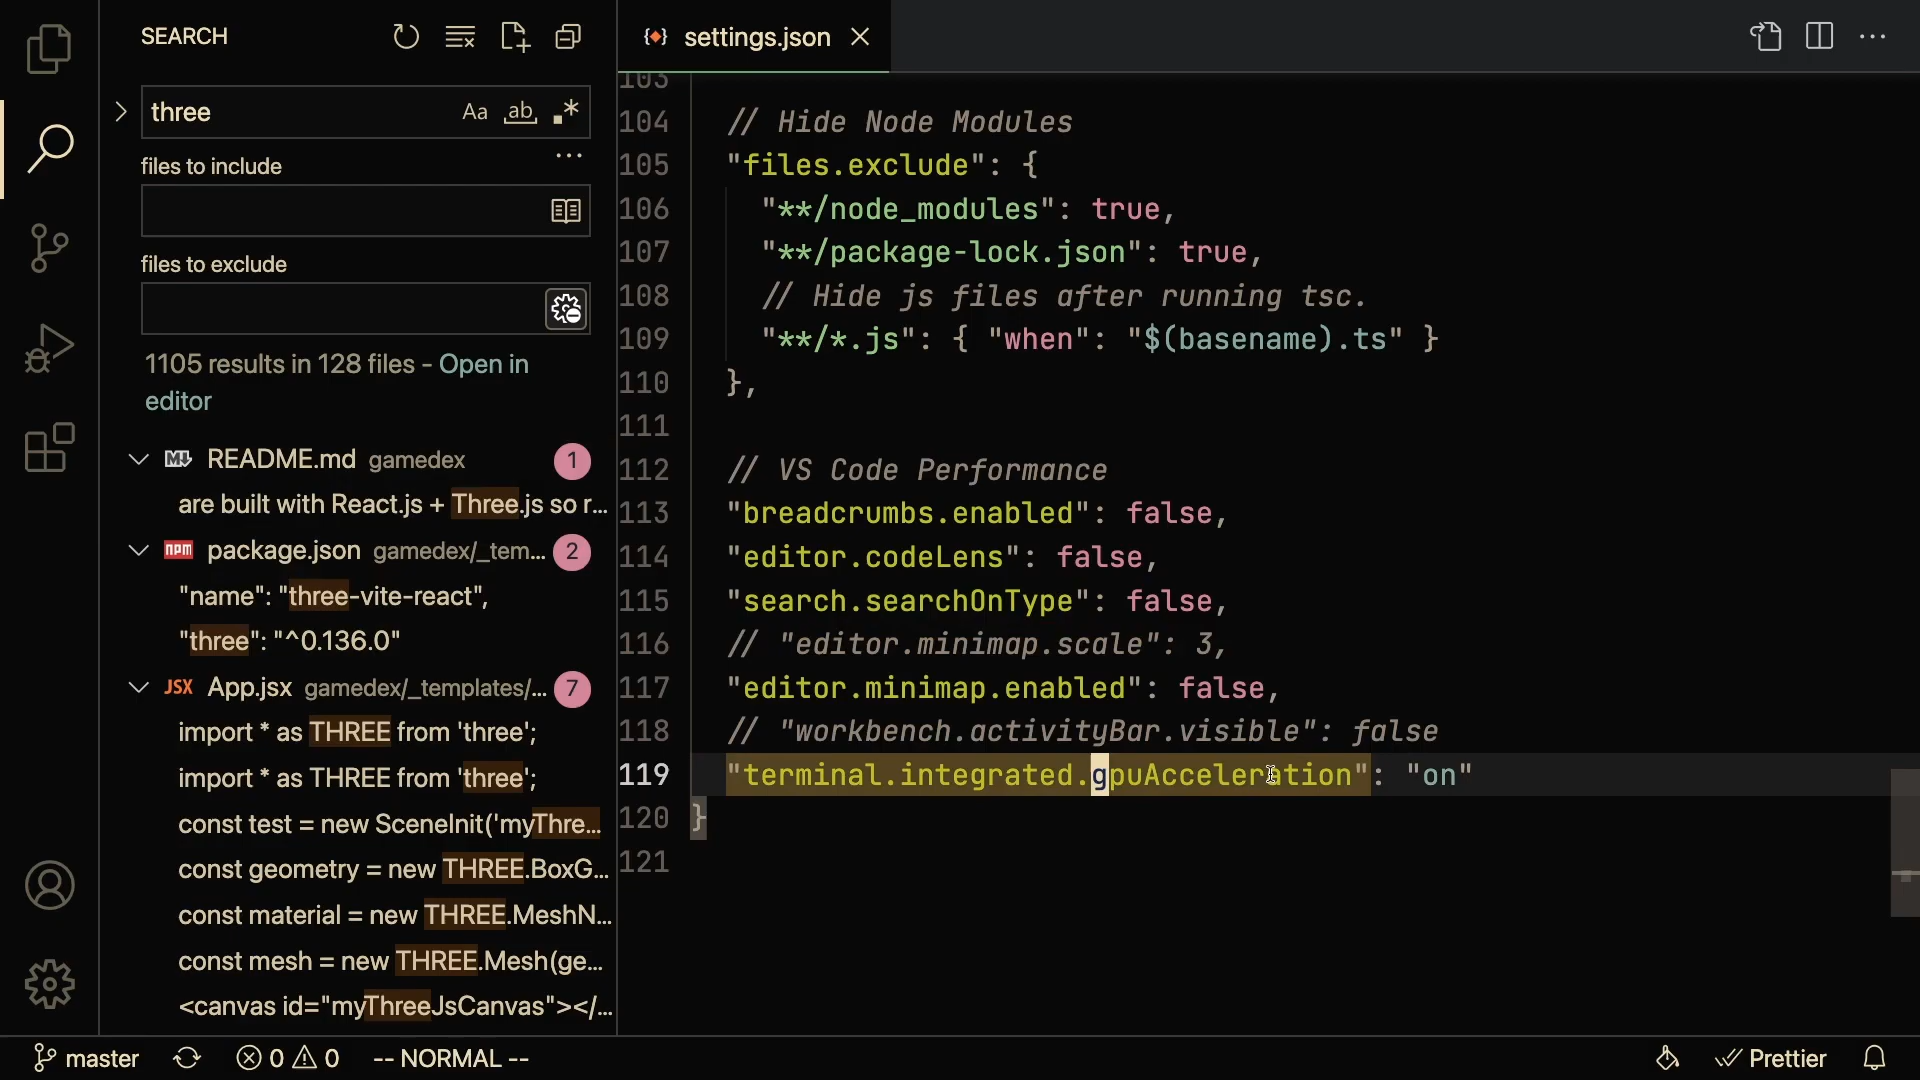 SEARCH
three
Aa
ab
.*
files to include
...
files to exclude
1105 results in 128 files - Open in
editor
README.md gamedex 1
are built with React.js + Three.js so r...
package.json gamedex/_tem... 2
"name": "three-vite-react",
"three": "^0.136.0"
JSX App.jsx gamedex/_templates/... 7
import * as THREE from 'three';
import * as THREE from 'three';
const test = new SceneInit('myThre...
const geometry = new THREE.BoxG...
const material = new THREE.MeshN...
const mesh = new THREE.Mesh(ge...
<canvas id="myThreeJsCanvas"></...
settings.json
103
104 // Hide Node Modules
105 "files.exclude": {
106 "**/node_modules": true,
107 "**/package-lock.json": true,
108 // Hide js files after running tsc.
109 "**/*.js": { "when": "$(basename).ts" }
110 },
111
112 // VS Code Performance
113 "breadcrumbs.enabled": false,
114 "editor.codeLens": false,
115 "search.searchOnType": false,
116 // "editor.minimap.scale": 3,
117 "editor.minimap.enabled": false,
118 // "workbench.activityBar.visible": false
119 "terminal.integrated.gpuAcceleration": "on"
120 }
121
master 0 0 -- NORMAL -- Prettier